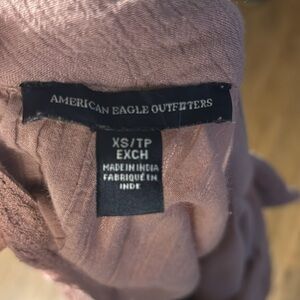 AMERICAN EAGLE OUTFITTERS
XS/TP
EXCH
MADE IN INDIA
FABRIQUÉ EN
INDE